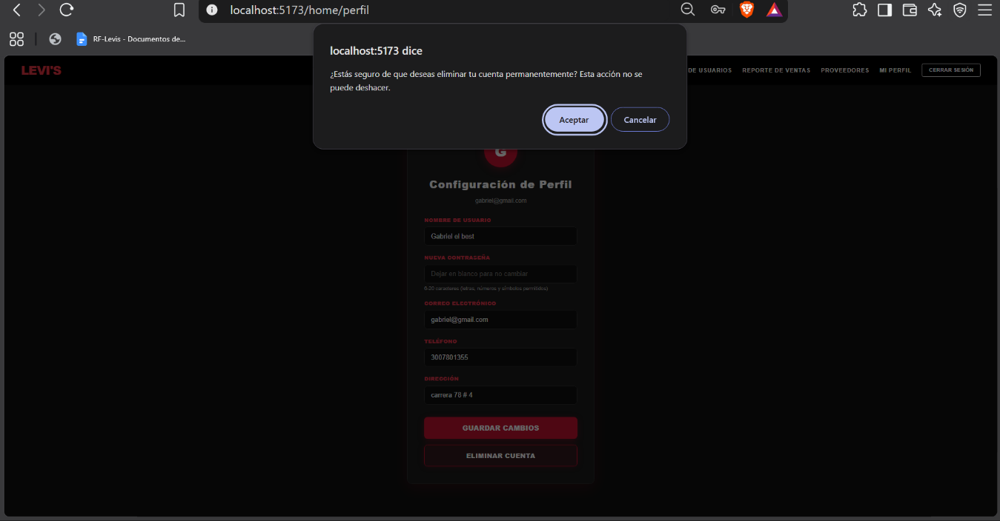 localhost:5173/home/perfil
RF-Levis - Documentos de...
localhost:5173 dice
¿Estás seguro de que deseas eliminar tu cuenta permanentemente? Esta acción no se
puede deshacer.
Aceptar
Cancelar
LEVI'S
DE USUARIOS
REPORTE DE VENTAS
PROVEEDORES
MI PERFIL
CERRAR SESIÓN
G
Configuración de Perfil
gabriel@gmail.com
NOMBRE DE USUARIO
Gabriel el best
NUEVA CONTRASEÑA
Dejar en blanco para no cambiar
6-20 caracteres (letras, números y símbolos permitidos)
CORREO ELECTRÓNICO
gabriel@gmail.com
TELÉFONO
3007801355
DIRECCIÓN
carrera 78 # 4
GUARDAR CAMBIOS
ELIMINAR CUENTA